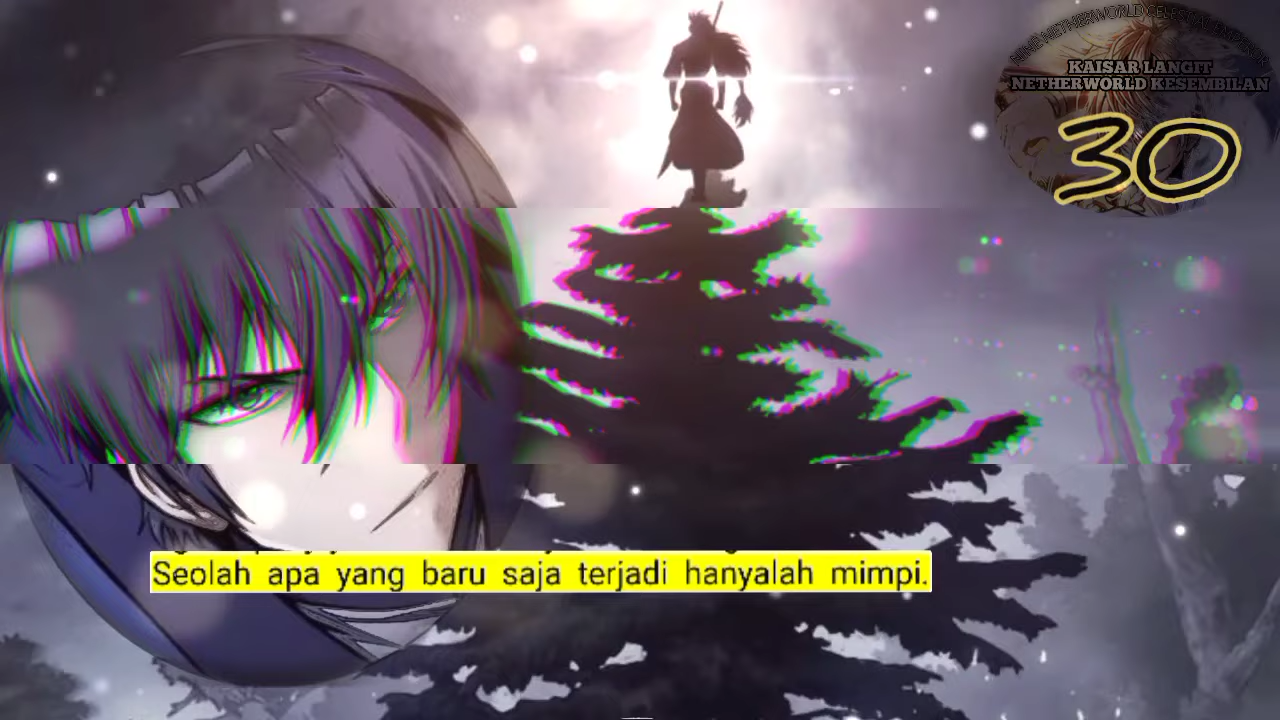 KAISAR LANGIT
NETHERWORLD KESEMBILAN
30
Seolah apa yang baru saja terjadi hanyalah mimpi.